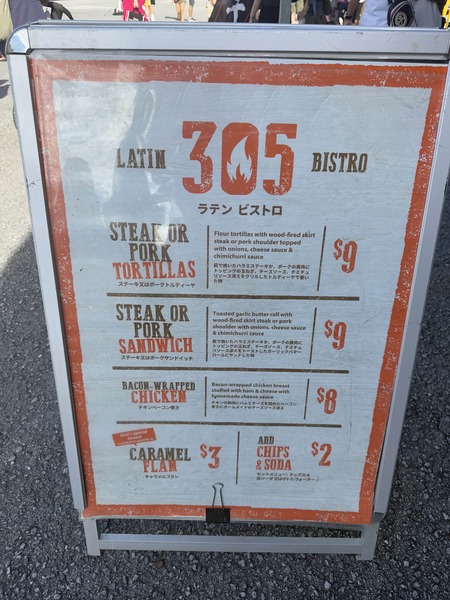 LATIN 305 BISTRO
ラテン ビストロ
STEAK OR
PORK
TORTILLAS
ステーキ又はポークトルティーヤ
Flour tortillas with wood-fired skirt
steak or pork shoulder topped
with onions, cheese sauce &
chimichurri sauce
$9
STEAK OR
PORK
SANDWICH
ステーキ又はポークサンドイッチ
Toasted garlic butter roll with
wood-fired skirt steak or pork
shoulder with onions, cheese sauce
& chimichurri sauce
$9
BACON-WRAPPED
CHICKEN
チキンベーコン巻き
Bacon-wrapped chicken breast
stuffed with ham & cheese with
homemade cheese sauce
$8
chef's special
dessert
CARAMEL
FLAN
キャラメルフラン
$3
ADD
CHIPS
& SODA
$2